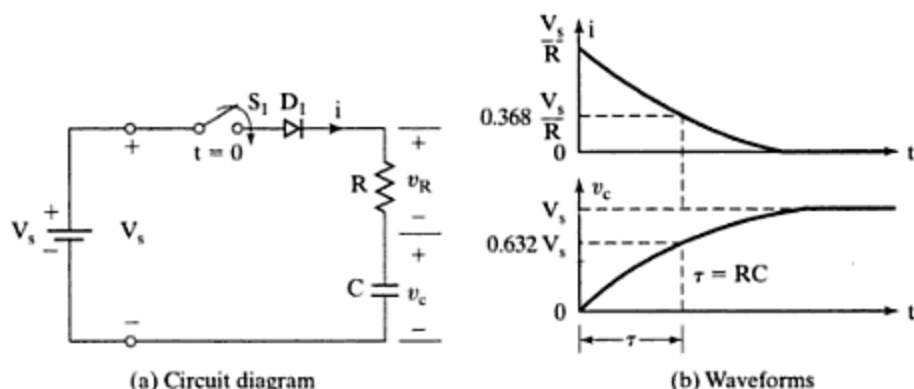 S₁ D₁ i
+ t = 0 +
R v_R
+ −
V_s V_s
− +
C v_c
− −
(a) Circuit diagram
V_s/R i
0.368 V_s/R
0 t
v_c
V_s
0.632 V_s
τ = RC
0 t
τ
(b) Waveforms